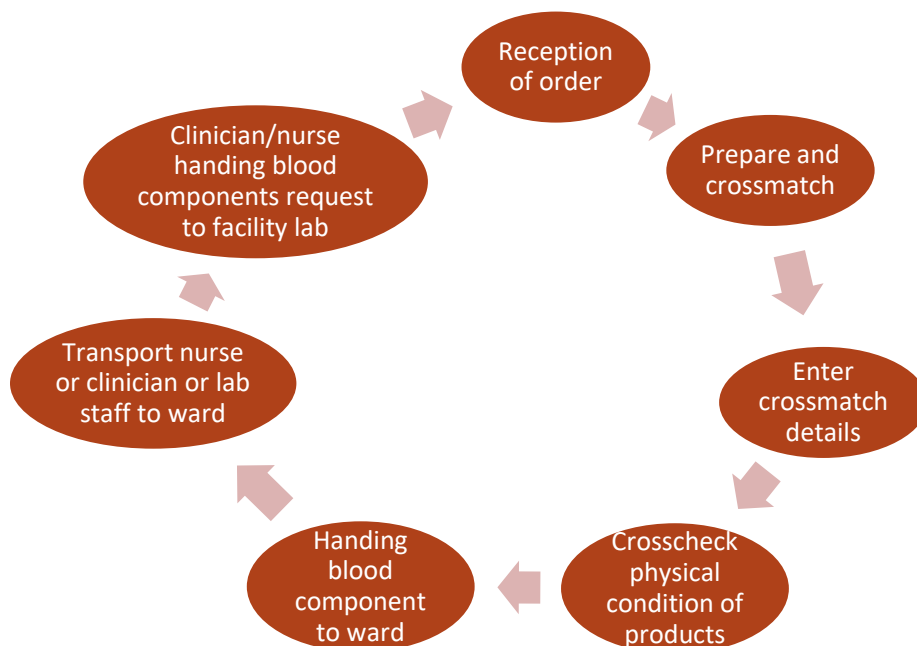 Reception
of order
Prepare and
crossmatch
Enter
crossmatch
details
Crosscheck
physical
condition of
products
Handing
blood
component
to ward
Transport nurse
or clinician or lab
staff to ward
Clinician/nurse
handing blood
components request
to facility lab